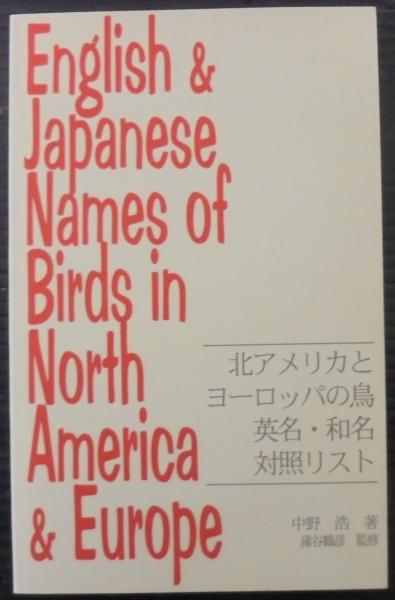 English &
Japanese
Names of
Birds in
North
America
& Europe
北アメリカと
ヨーロッパの鳥
英名・和名
対照リスト
中野 浩 著
蒲谷鶴彦 監修